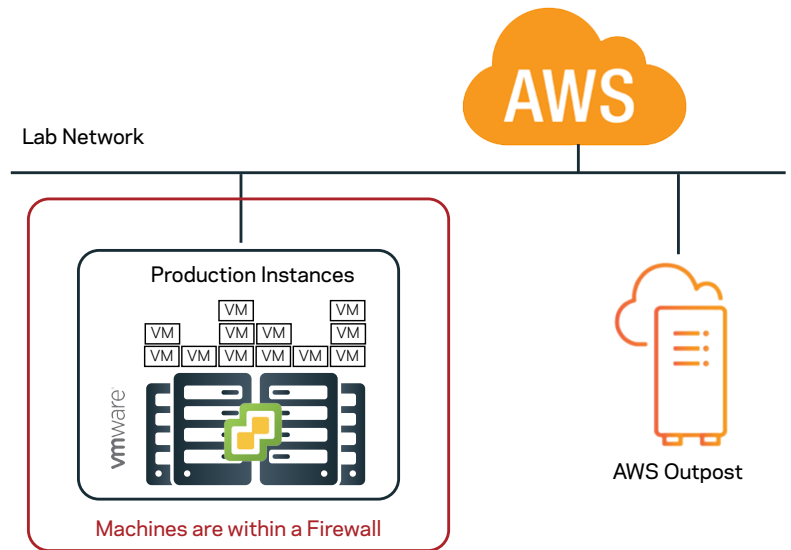 AWS
Lab Network
Production Instances
VM VM
VM VM VM VM
VM VM VM VM VM VM
vmware®
AWS Outpost
Machines are within a Firewall